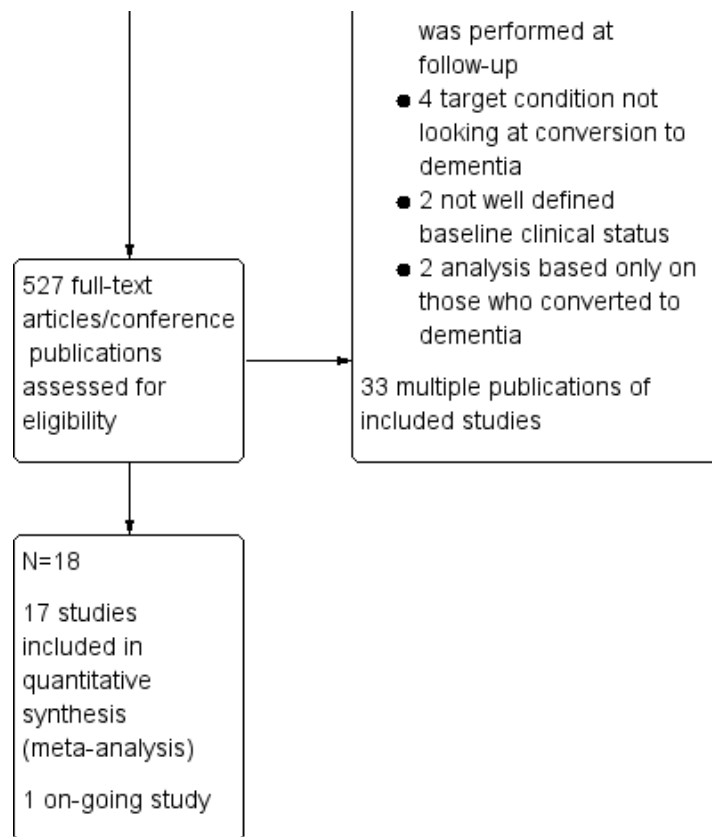 was performed at
follow-up
● 4 target condition not
looking at conversion to
dementia
● 2 not well defined
baseline clinical status
● 2 analysis based only on
those who converted to
dementia
33 multiple publications of
included studies
527 full-text
articles/conference
publications
assessed for
eligibility
N=18
17 studies
included in
quantitative
synthesis
(meta-analysis)
1 on-going study